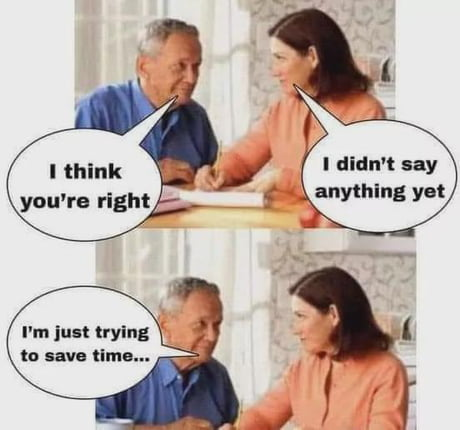 I think
you're right
I didn't say
anything yet
I'm just trying
to save time...